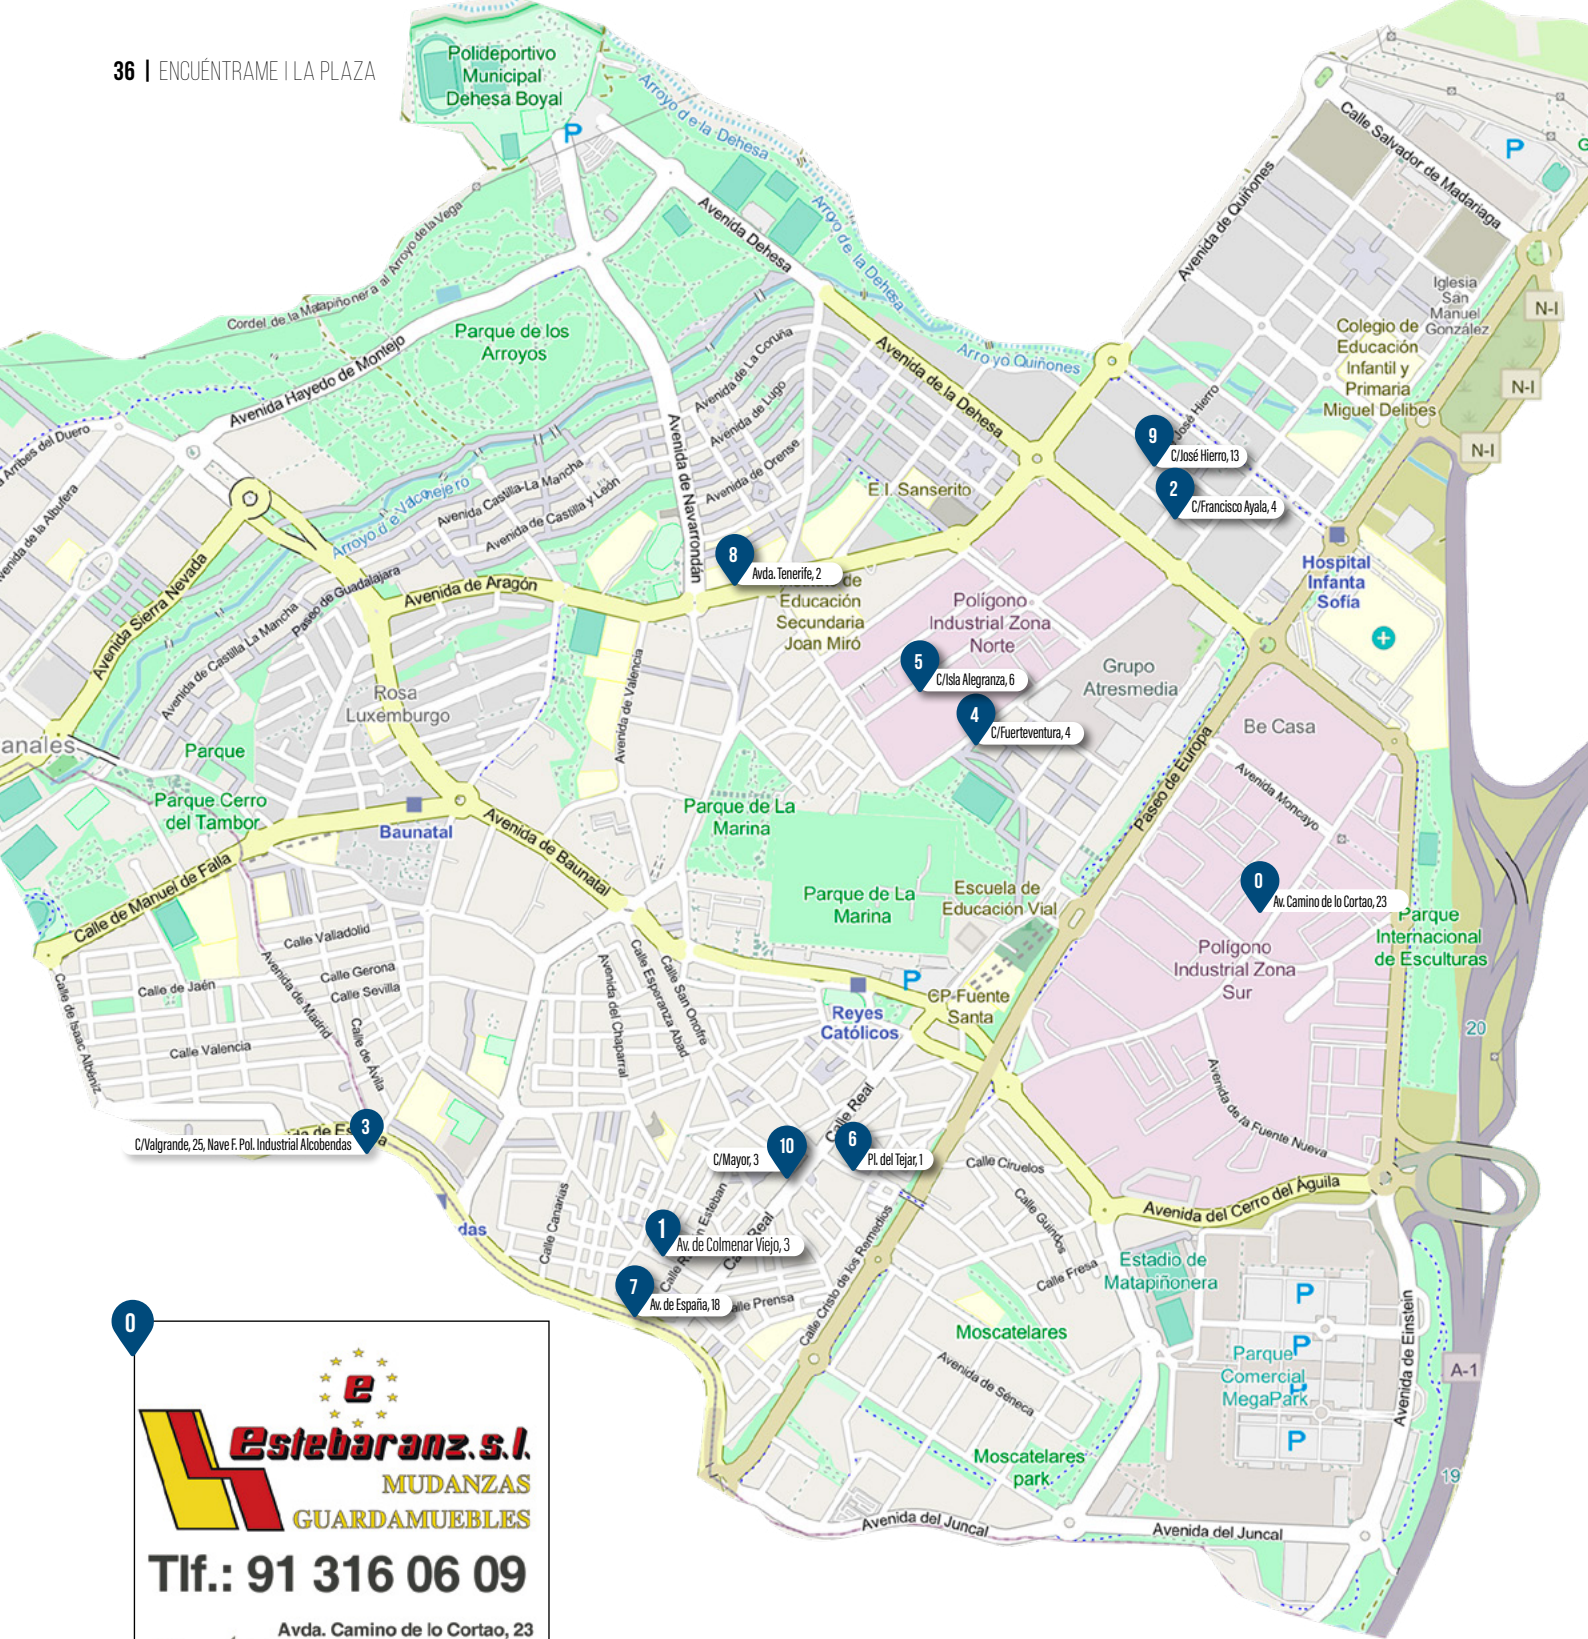 36 | ENCUÉNTRAME | LA PLAZA
Polideportivo
Municipal
Dehesa Boyal
P
Arroyo de la Dehesa
Calle Salvador de Madariaga
P
Avenida de Quiñones
Avenida Dehesa
Arroyo de la Dehesa
Cordel de la Matapiñonera al Arroyo de la Vega
Iglesia
San
Manuel
González
N-I
Parque de los
Arroyos
Avenida Hayedo de Montejo
Avenida de La Coruña
Avenida de la Dehesa
Arroyo Quiñones
Colegio de
Educación
Infantil y
Primaria
Miguel Delibes
N-I
Avenida de Lugo
José Hierro
9
C/José Hierro, 13
N-I
Arribes del Duero
Avenida de Navarrondán
Avenida de Orense
E.I. Sanserito
2
C/Francisco Ayala, 4
Avenida Castilla-La Mancha
Avenida de Castilla y León
Arroyo de Valconejero
Avenida de la Albufera
Hospital
Infanta
Sofía
8
Avda. Tenerife, 2
de
Educación
Secundaria
Joan Miró
Avenida de Aragón
Paseo de Guadalajara
Avenida Sierra Nevada
Avenida de Castilla La Mancha
Polígono
Industrial Zona
Norte
5
C/Isla Alegranza, 6
Grupo
Atresmedia
4
C/Fuerteventura, 4
Rosa
Luxemburgo
Avenida de Valencia
Be Casa
anales
Parque
Paseo de Europa
Avenida Moncayo
Parque Cerro
del Tambor
Baunatal
Parque de La
Marina
Avenida de Baunatal
Calle de Manuel de Falla
Parque de La
Marina
Escuela de
Educación Vial
0
Av. Camino de lo Cortao, 23
Parque
Internacional
de Esculturas
Calle Valladolid
Calle Gerona
Calle Sevilla
Calle de Jaén
Avenida de Madrid
Calle Esperanza Abad
Calle San Onofre
Avenida del Chaparral
Polígono
Industrial Zona
Sur
P
CP Fuente
Santa
Reyes
Católicos
20
Calle de Isaac Albéniz
Calle Valencia
Calle de Ávila
Avenida de la Fuente Nueva
Calle Real
3
C/Valgrande, 25, Nave F. Pol. Industrial Alcobendas
6
Pl. del Tejar, 1
10
C/Mayor, 3
Calle Ciruelos
Calle Guindos
Avenida del Cerro del Águila
Calle Canarias
das
1
Av. de Colmenar Viejo, 3
Calle Cristo de los Remedios
Calle Fresa
Estadio de
Matapiñonera
7
Av. de España, 18
alle Prensa
P
Moscatelares
P
Parque
Comercial
MegaPark
P
Avenida de Einstein
A-1
Avenida de Séneca
P
Moscatelares
park
19
Avenida del Juncal
Avenida del Juncal
0
e
estebaranz.s.l.
MUDANZAS
GUARDAMUEBLES
Tlf.: 91 316 06 09
Avda. Camino de lo Cortao, 23